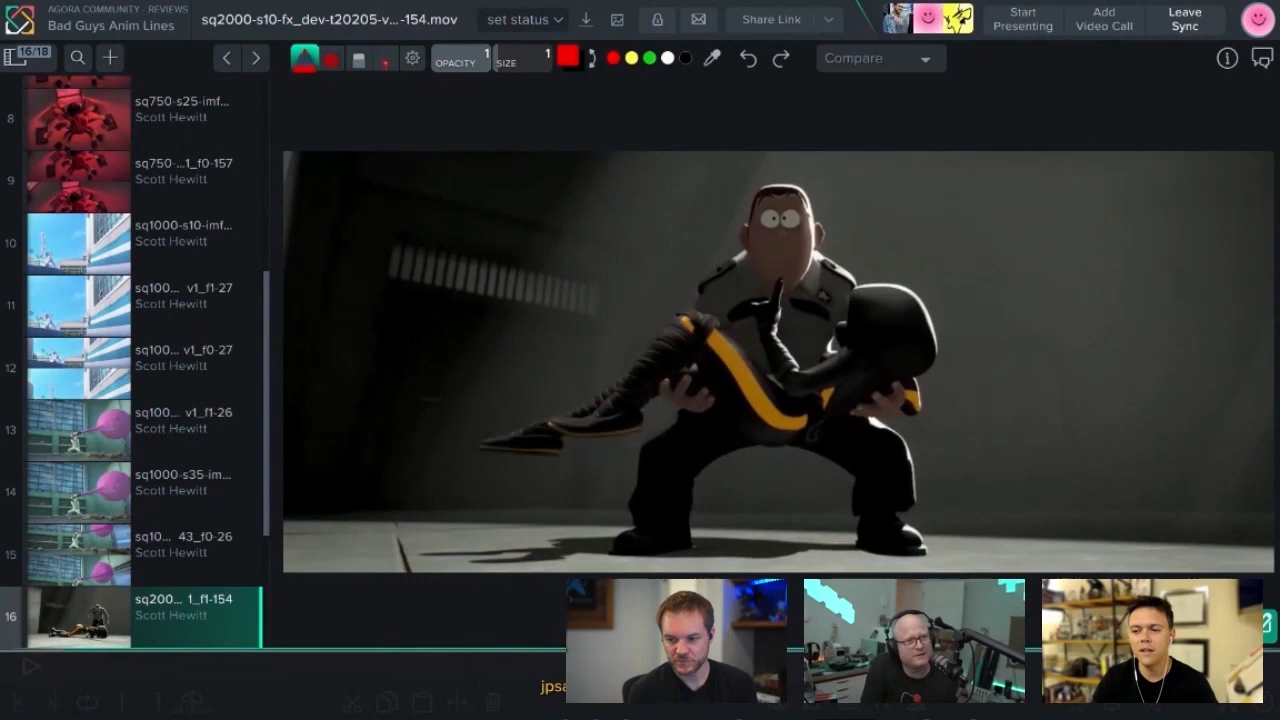 AGORA COMMUNITY - REVIEWS
Bad Guys Anim Lines
sq2000-s10-fx_dev-t20205-v...-154.mov
set status
Share Link
Start Presenting
Add Video Call
Leave Sync
16/18
OPACITY 1
SIZE 1
Compare
8
sq750-s25-imf...
Scott Hewitt
9
sq750-...1_f0-157
Scott Hewitt
10
sq1000-s10-imf...
Scott Hewitt
11
sq100... v1_f1-27
Scott Hewitt
12
sq100... v1_f0-27
Scott Hewitt
13
sq100... v1_f1-26
Scott Hewitt
14
sq1000-s35-im...
Scott Hewitt
15
sq10... 43_f0-26
Scott Hewitt
16
sq200... 1_f1-154
Scott Hewitt